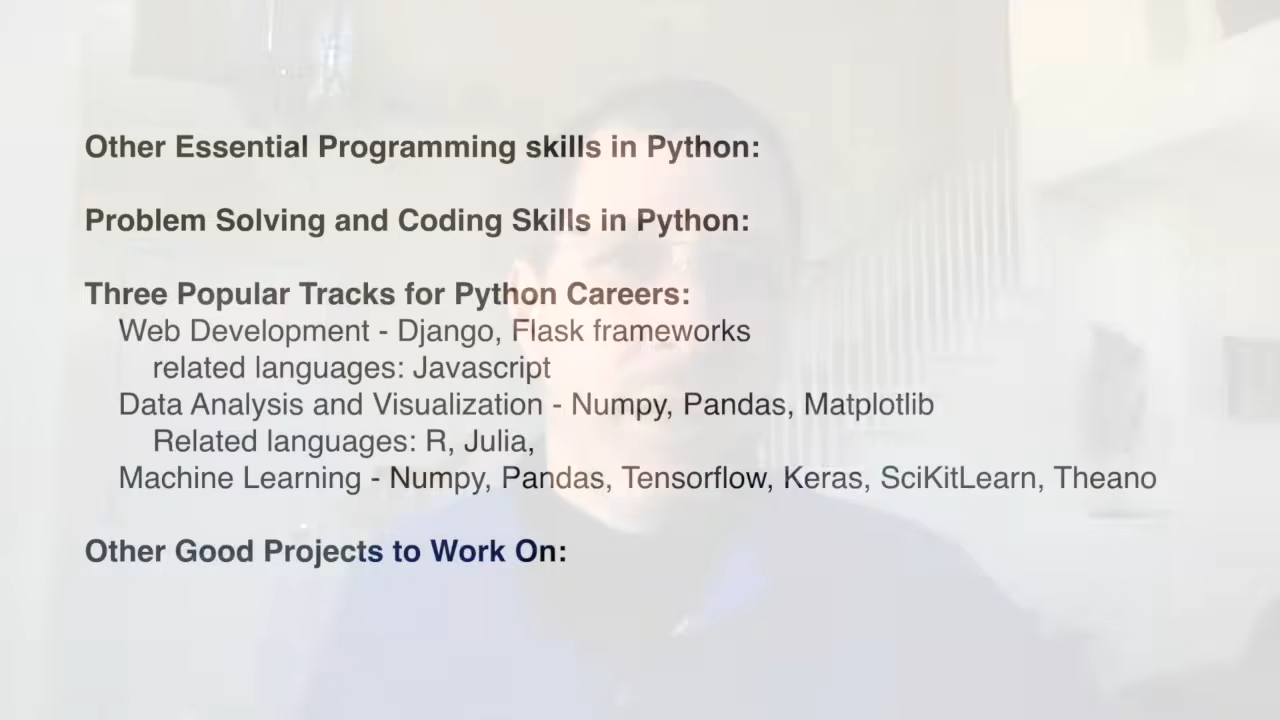 Other Essential Programming skills in Python:
Problem Solving and Coding Skills in Python:
Three Popular Tracks for Python Careers:
Web Development - Django, Flask frameworks
related languages: Javascript
Data Analysis and Visualization - Numpy, Pandas, Matplotlib
Related languages: R, Julia,
Machine Learning - Numpy, Pandas, Tensorflow, Keras, SciKitLearn, Theano
Other Good Projects to Work On: